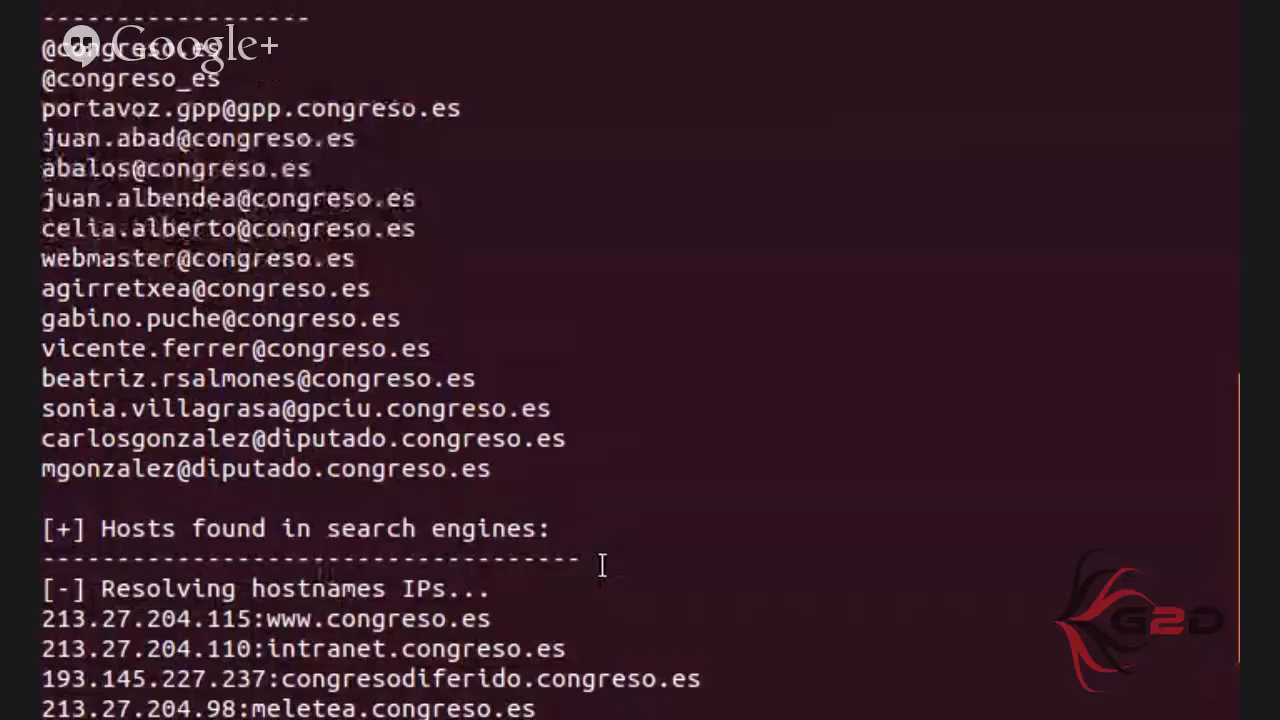 ------------------
Google+
@congreso.es
@congreso_es
portavoz.gpp@gpp.congreso.es
juan.abad@congreso.es
abalos@congreso.es
juan.albendea@congreso.es
celia.alberto@congreso.es
webmaster@congreso.es
agirretxea@congreso.es
gabino.puche@congreso.es
vicente.ferrer@congreso.es
beatriz.rsalmones@congreso.es
sonia.villagrasa@gpciu.congreso.es
carlosgonzalez@diputado.congreso.es
mgonzalez@diputado.congreso.es
[+] Hosts found in search engines:
------------------------------------
[-] Resolving hostnames IPs...
213.27.204.115:www.congreso.es
213.27.204.110:intranet.congreso.es
193.145.227.237:congresodiferido.congreso.es
213.27.204.98:meletea.congreso.es
G2D